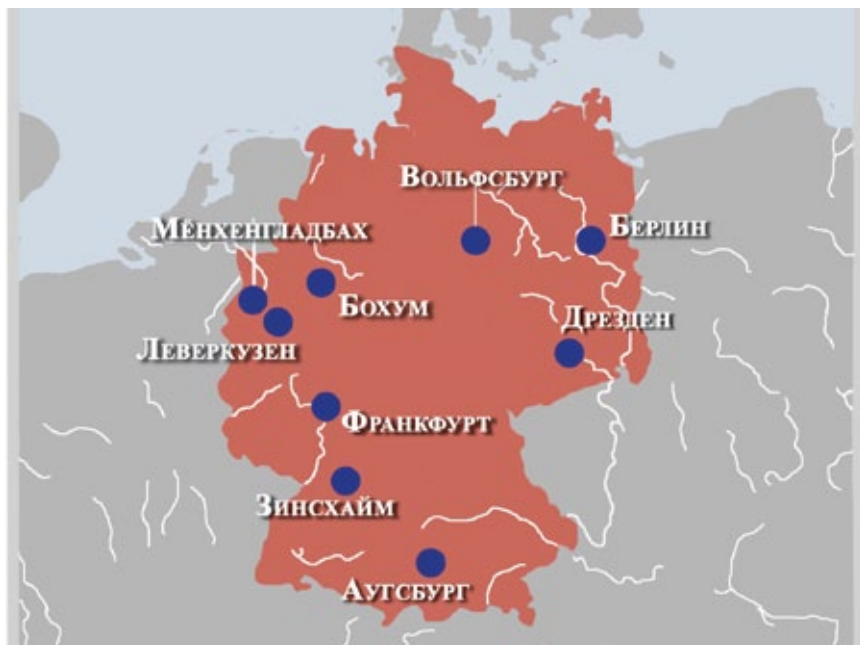 Вольфсбург
Берлин
Мёнхенгладбах
Бохум
Дрезден
Леверкузен
Франкфурт
Зинсхайм
Аугсбург